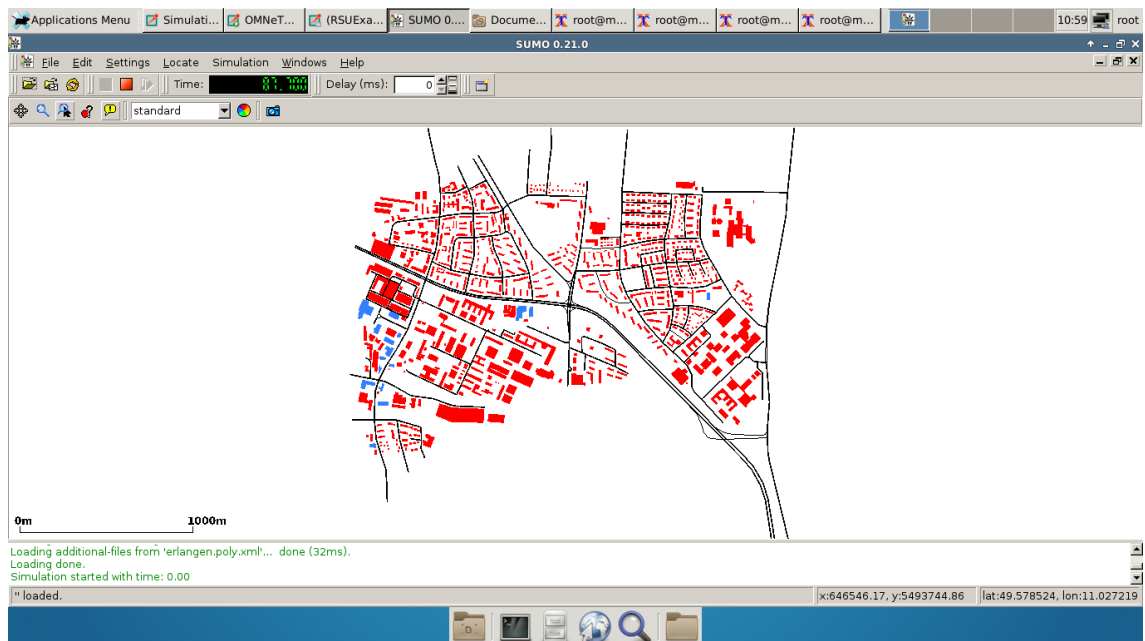 Applications Menu Simulati... OMNeT... (RSUExa... SUMO 0.... Docume... root@m... root@m... root@m... root@m... 10:59 root
SUMO 0.21.0
File Edit Settings Locate Simulation Windows Help
Time: 87.700 Delay (ms): 0
standard
0m 1000m
Loading additional-files from 'erlangen.poly.xml'... done (32ms).
Loading done.
Simulation started with time: 0.00
'' loaded. x:646546.17, y:5493744.86 lat:49.578524, lon:11.027219